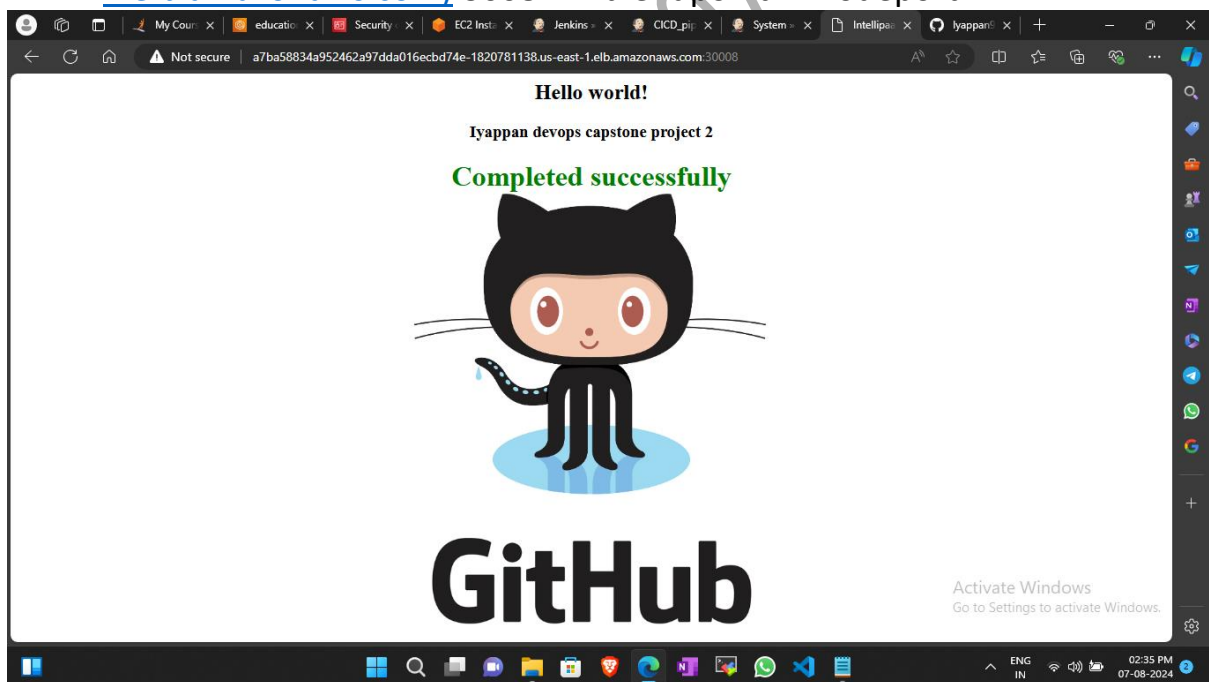 My Cour
educatio
Security
EC2 Insta
Jenkins »
CICD_pip
System »
Intellipaa
Iyappan9
Not secure
a7ba58834a952462a97dda016ecbd74e-1820781138.us-east-1.elb.amazonaws.com:30008
Hello world!
Iyappan devops capstone project 2
Completed successfully
GitHub
Activate Windows
Go to Settings to activate Windows.
ENG
IN
02:35 PM
07-08-2024
2